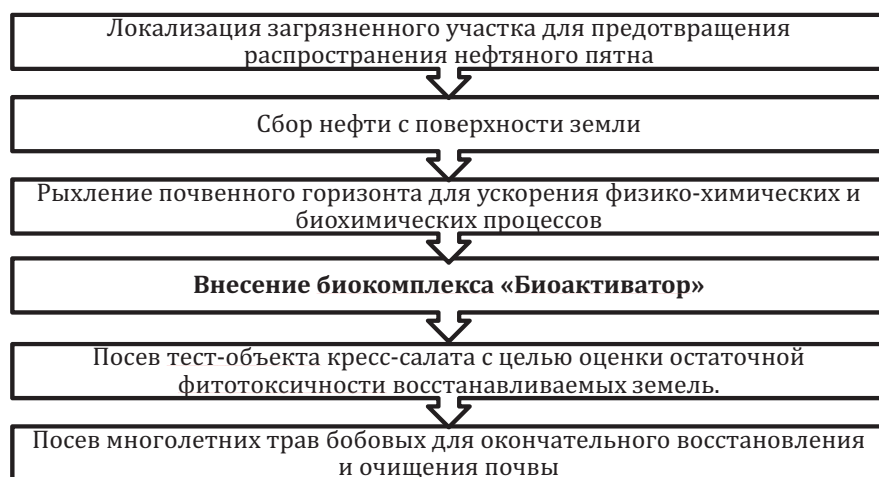 Локализация загрязненного участка для предотвращения
распространения нефтяного пятна
Сбор нефти с поверхности земли
Рыхление почвенного горизонта для ускорения физико-химических и
биохимических процессов
Внесение биокомплекса «Биоактиватор»
Посев тест-объекта кресс-салата с целью оценки остаточной
фитотоксичности восстанавливаемых земель.
Посев многолетних трав бобовых для окончательного восстановления
и очищения почвы